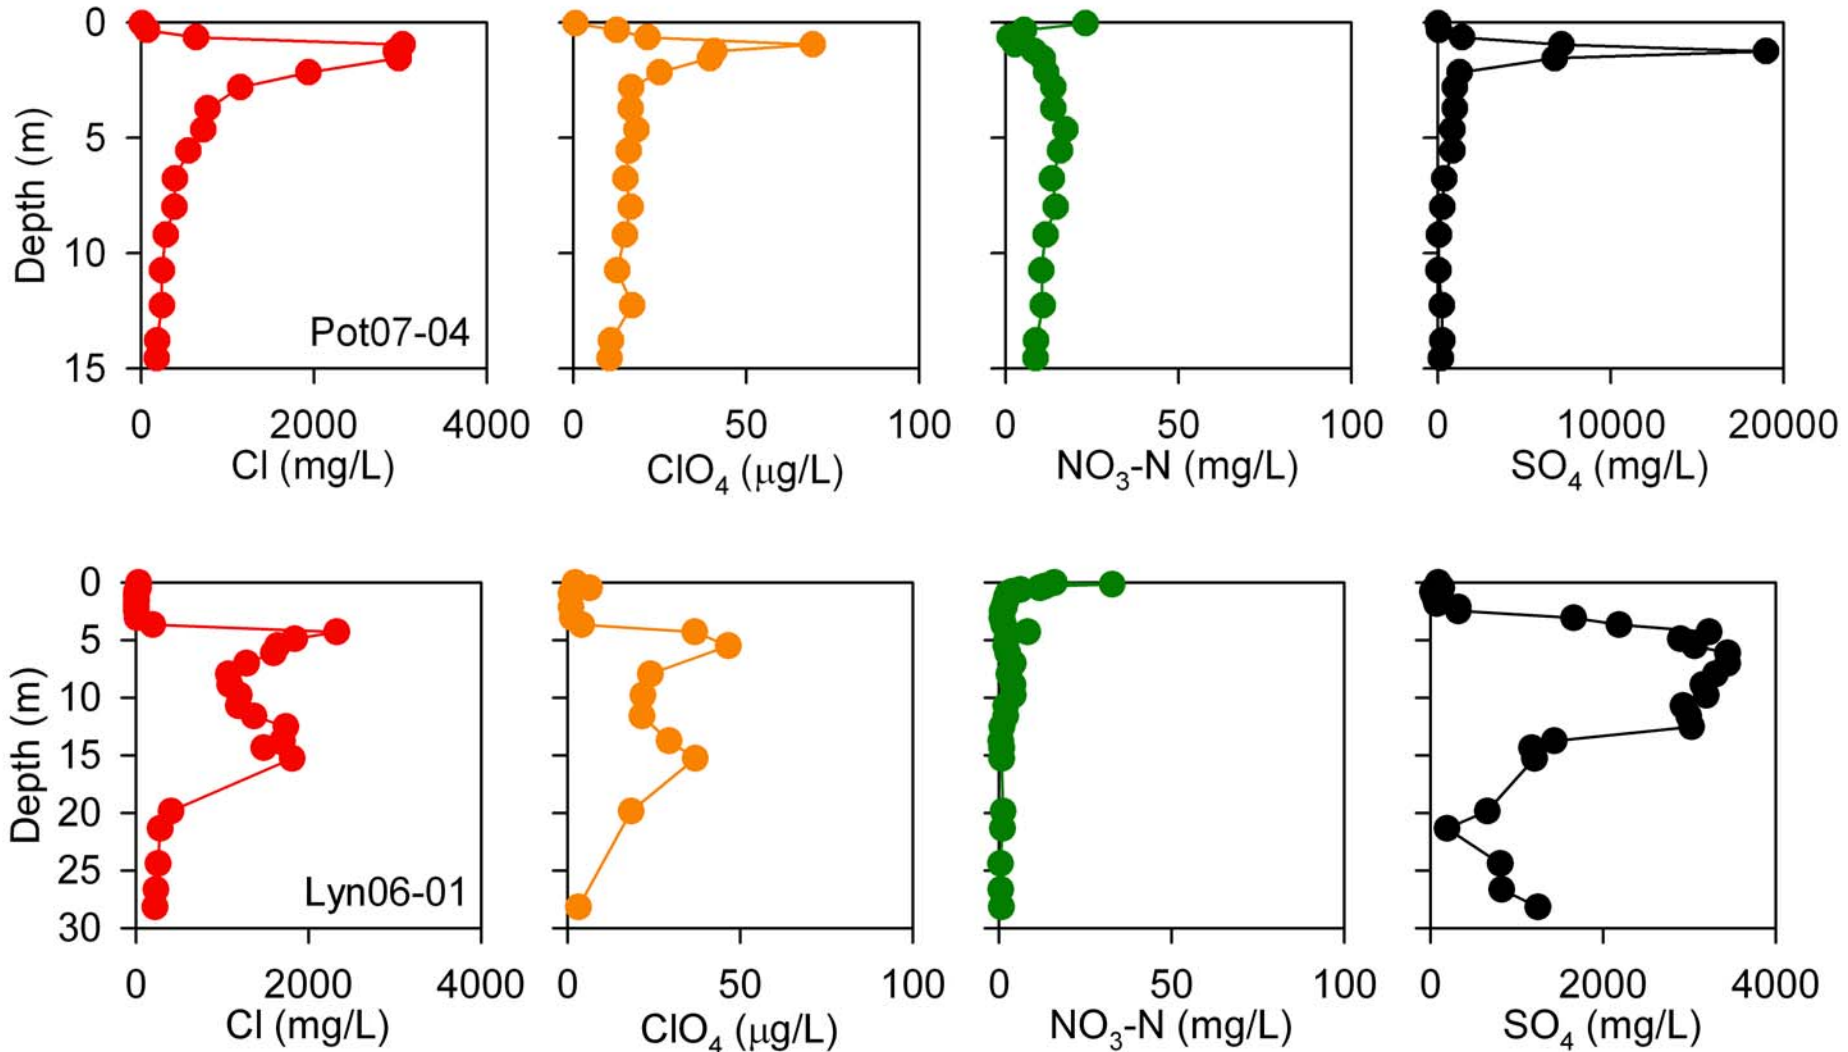 0
5
10
15
Depth (m)
Pot07-04
0 2000 4000
Cl (mg/L)
0 50 100
ClO₄ (μg/L)
0 50 100
NO₃-N (mg/L)
0 10000 20000
SO₄ (mg/L)
0
5
10
15
20
25
30
Depth (m)
Lyn06-01
0 2000 4000
Cl (mg/L)
0 50 100
ClO₄ (μg/L)
0 50 100
NO₃-N (mg/L)
0 2000 4000
SO₄ (mg/L)